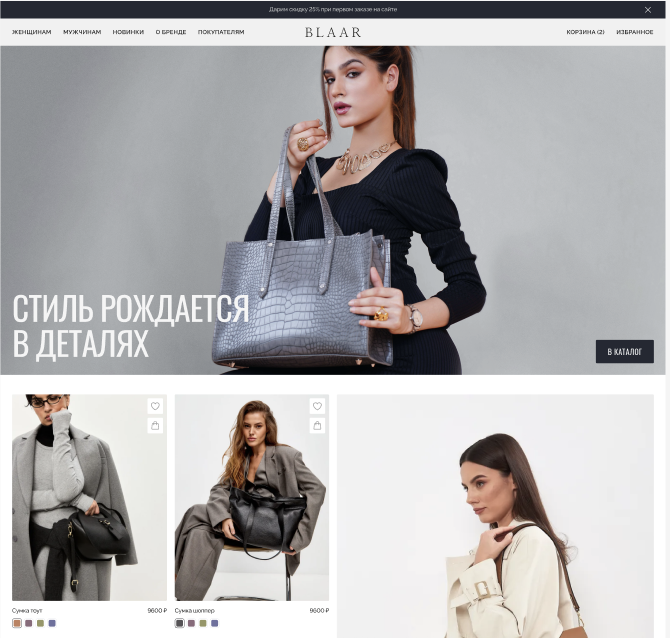 Дарим скидку 25% при первом заказе на сайте
ЖЕНЩИНАМ МУЖЧИНАМ НОВИНКИ О БРЕНДЕ ПОКУПАТЕЛЯМ BLAAR КОРЗИНА (2) ИЗБРАННОЕ
СТИЛЬ РОЖДАЕТСЯ
В ДЕТАЛЯХ
В КАТАЛОГ
Сумка тоут 9600 ₽ Сумка шоппер 9600 ₽